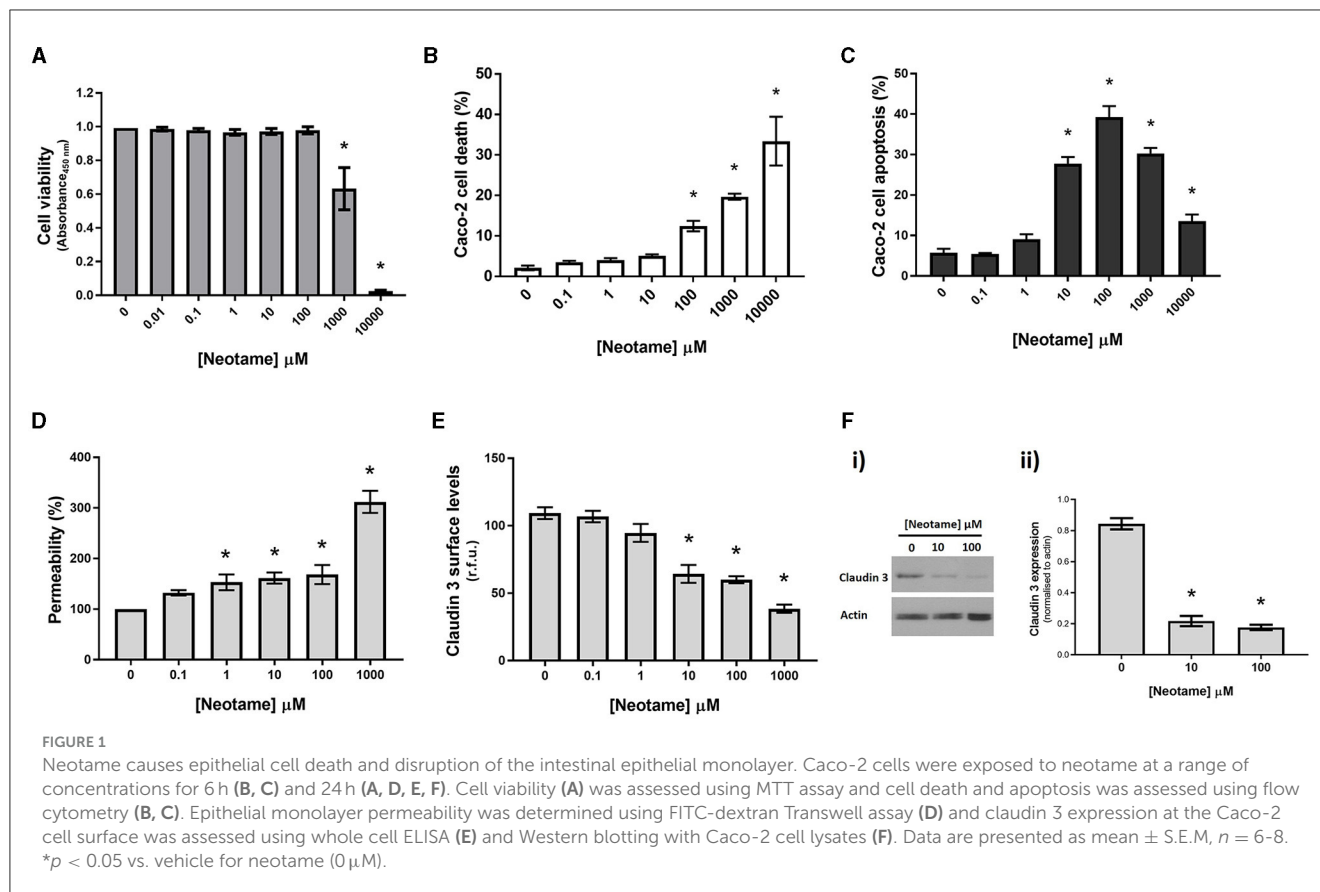 A
Cell viability
(Absorbance450 nm)
1.2
1.0
0.8
0.6
0.4
0.2
0.0
*
*
0
0.01
0.1
1
10
100
1000
10000
[Neotame] µM
B
Caco-2 cell death (%)
50
40
30
20
10
0
*
*
*
0
0.1
1
10
100
1000
10000
[Neotame] µM
C
Caco-2 cell apoptosis (%)
50
40
30
20
10
0
*
*
*
*
0
0.1
1
10
100
1000
10000
[Neotame] µM
D
Permeability (%)
400
300
200
100
0
*
*
*
*
0
0.1
1
10
100
1000
[Neotame] µM
E
Claudin 3 surface levels
(r.f.u.)
150
100
50
0
*
*
*
0
0.1
1
10
100
1000
[Neotame] µM
F
i)
[Neotame] µM
0 10 100
Claudin 3
Actin
ii)
Claudin 3 expression
(normalised to actin)
1.0
0.8
0.6
0.4
0.2
0.0
*
*
0
10
100
[Neotame] µM
FIGURE 1
Neotame causes epithelial cell death and disruption of the intestinal epithelial monolayer. Caco-2 cells were exposed to neotame at a range of
concentrations for 6 h (B, C) and 24 h (A, D, E, F). Cell viability (A) was assessed using MTT assay and cell death and apoptosis was assessed using flow
cytometry (B, C). Epithelial monolayer permeability was determined using FITC-dextran Transwell assay (D) and claudin 3 expression at the Caco-2
cell surface was assessed using whole cell ELISA (E) and Western blotting with Caco-2 cell lysates (F). Data are presented as mean ± S.E.M, n = 6-8.
*p < 0.05 vs. vehicle for neotame (0 µM).